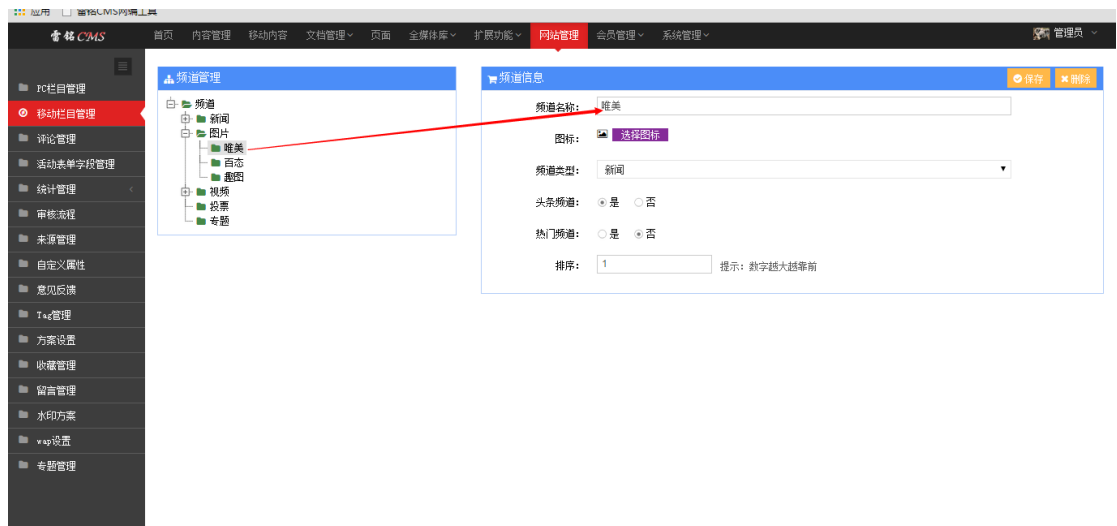 应用 雷铭CMS网编工具
雷铭CMS 首页 内容管理 移动内容 文档管理 页面 全媒体库 扩展功能 网站管理 会员管理 系统管理 管理员
PC栏目管理
移动栏目管理
评论管理
活动表单字段管理
统计管理
审核流程
来源管理
自定义属性
意见反馈
Tag管理
方案设置
收藏管理
留言管理
水印方案
wap设置
专题管理
频道管理
频道
新闻
图片
唯美
百态
趣图
视频
投票
专题
频道信息 保存 删除
频道名称: 唯美
图标: 选择图标
频道类型: 新闻
头条频道: 是 否
热门频道: 是 否
排序: 1 提示: 数字越大越靠前